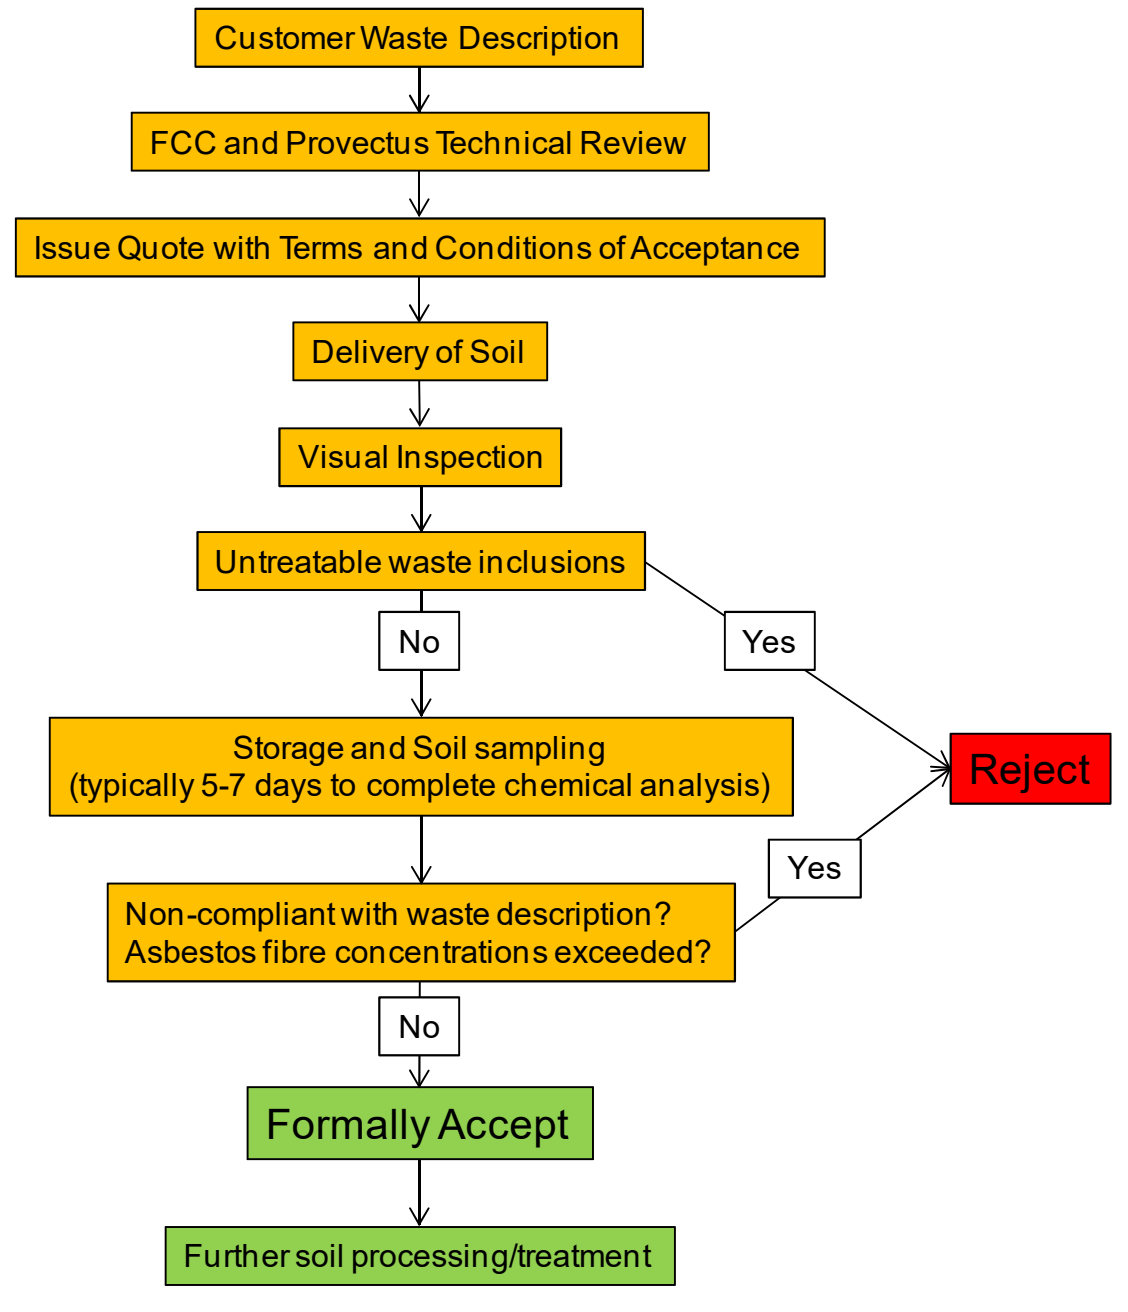 Customer Waste Description
FCC and Provectus Technical Review
Issue Quote with Terms and Conditions of Acceptance
Delivery of Soil
Visual Inspection
Untreatable waste inclusions
No
Yes
Storage and Soil sampling
(typically 5-7 days to complete chemical analysis)
Reject
Yes
Non-compliant with waste description?
Asbestos fibre concentrations exceeded?
No
Formally Accept
Further soil processing/treatment